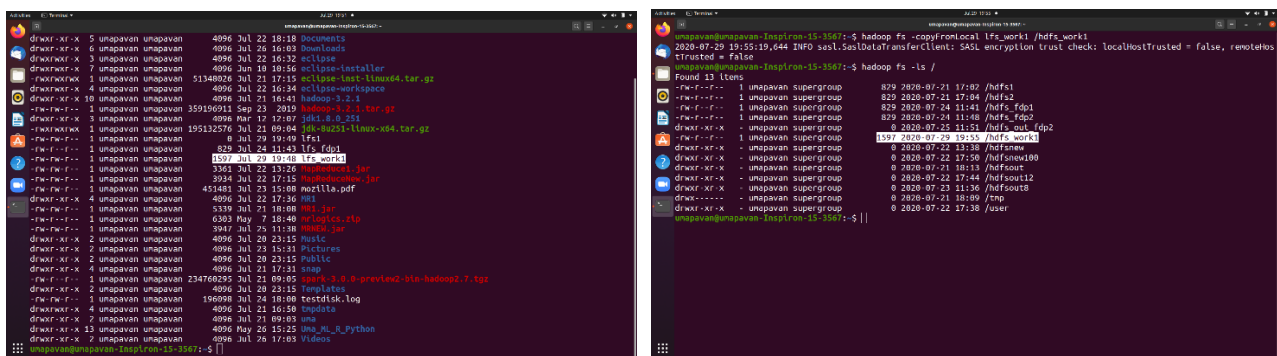 Activities Terminal
umapavan@umapavan-Inspiron-15-3567: ~
drwxr-xr-x 5 umapavan umapavan 4096 Jul 22 18:18 Documents
drwxrwxr-x 2 umapavan umapavan 4096 Jul 26 16:03 Downloads
drwxrwxr-x 3 umapavan umapavan 4096 Jul 22 16:32 eclipse
drwxrwxr-x 7 umapavan umapavan 4096 Jun 10 10:56 eclipse-installer
-rwxrwxrwx 1 umapavan umapavan 51348026 Jul 21 17:15 eclipse-inst-linux64.tar.gz
drwxrwxr-x 4 umapavan umapavan 4096 Jul 22 16:34 eclipse-workspace
drwxr-xr-x 10 umapavan umapavan 4096 Jul 21 16:41 hadoop-3.2.1
-rw-rw-r-- 1 umapavan umapavan 359196911 Sep 23 2019 hadoop-3.2.1.tar.gz
drwxrwxr-x 3 umapavan umapavan 4096 Mar 12 12:07 jdk1.8.0_251
-rwxrwxrwx 1 umapavan umapavan 195132576 Jul 21 09:04 jdk-8u251-linux-x64.tar.gz
-rw-rw-r-- 1 umapavan umapavan 0 Jul 29 19:49 lfs1
-rw-r--r-- 1 umapavan umapavan 829 Jul 24 11:43 lfs_fdp1
-rw-rw-r-- 1 umapavan umapavan 1597 Jul 29 19:48 lfs_work1
-rw-rw-r-- 1 umapavan umapavan 3361 Jul 22 13:26 MapReduce1.jar
-rw-rw-r-- 1 umapavan umapavan 3934 Jul 22 17:15 MapReduceNew.jar
-rw-rw-r-- 1 umapavan umapavan 451481 Jul 23 15:08 mozilla.pdf
drwxrwxr-x 4 umapavan umapavan 4096 Jul 22 17:36 MR1
-rw-rw-r-- 1 umapavan umapavan 5339 Jul 21 18:08 MR1.jar
-rw-rw-r-- 1 umapavan umapavan 6303 May 7 18:40 mrlogics.zip
-rw-rw-r-- 1 umapavan umapavan 3947 Jul 25 11:38 MRNEW.jar
drwxr-xr-x 2 umapavan umapavan 4096 Jul 20 23:15 Music
drwxr-xr-x 2 umapavan umapavan 4096 Jul 23 15:31 Pictures
drwxr-xr-x 2 umapavan umapavan 4096 Jul 20 23:15 Public
drwxr-xr-x 4 umapavan umapavan 4096 Jul 21 17:31 snap
-rw-rw-r-- 1 umapavan umapavan 234760295 Jul 21 09:05 spark-3.0.0-preview2-bin-hadoop2.7.tgz
drwxr-xr-x 2 umapavan umapavan 4096 Jul 20 23:15 Templates
-rw-rw-r-- 1 umapavan umapavan 196098 Jul 24 18:00 testdisk.log
drwxrwxr-x 4 umapavan umapavan 4096 Jul 21 16:50 tmpdata
drwxrwxr-x 2 umapavan umapavan 4096 Jul 21 09:03 uma
drwxr-xr-x 13 umapavan umapavan 4096 May 26 15:25 Uma_ML_R_Python
drwxr-xr-x 2 umapavan umapavan 4096 Jul 26 17:03 Videos
umapavan@umapavan-Inspiron-15-3567:~$
Activities Terminal
umapavan@umapavan-Inspiron-15-3567: ~
umapavan@umapavan-Inspiron-15-3567:~$ hadoop fs -copyFromLocal lfs_work1 /hdfs_work1
2020-07-29 19:55:19,644 INFO sasl.SaslDataTransferClient: SASL encryption trust check: localHostTrusted = false, remoteHos
tTrusted = false
umapavan@umapavan-Inspiron-15-3567:~$ hadoop fs -ls /
Found 13 items
-rw-r--r-- 1 umapavan supergroup 829 2020-07-21 17:02 /hdfs1
-rw-r--r-- 1 umapavan supergroup 829 2020-07-21 17:04 /hdfs2
-rw-r--r-- 1 umapavan supergroup 829 2020-07-24 11:41 /hdfs_fdp1
-rw-r--r-- 1 umapavan supergroup 829 2020-07-24 11:48 /hdfs_fdp2
drwxr-xr-x - umapavan supergroup 0 2020-07-25 11:51 /hdfs_out_fdp2
-rw-r--r-- 1 umapavan supergroup 1597 2020-07-29 19:55 /hdfs_work1
drwxr-xr-x - umapavan supergroup 0 2020-07-22 13:38 /hdfsnew
drwxr-xr-x - umapavan supergroup 0 2020-07-22 17:50 /hdfsnew100
drwxr-xr-x - umapavan supergroup 0 2020-07-21 18:13 /hdfsout
drwxr-xr-x - umapavan supergroup 0 2020-07-22 17:44 /hdfsout12
drwxr-xr-x - umapavan supergroup 0 2020-07-23 11:36 /hdfsout8
drwx------ - umapavan supergroup 0 2020-07-21 18:09 /tmp
drwxr-xr-x - umapavan supergroup 0 2020-07-22 17:38 /user
umapavan@umapavan-Inspiron-15-3567:~$